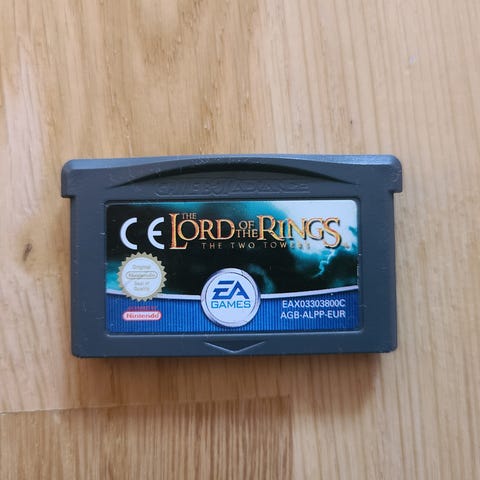 GAME BOY ADVANCE
CE
THE
LORD OF THE RINGS
THE TWO TOWERS
Original
Nintendo
Seal of
Quality
Nintendo
EA
GAMES
EAX03303800C
AGB-ALPP-EUR